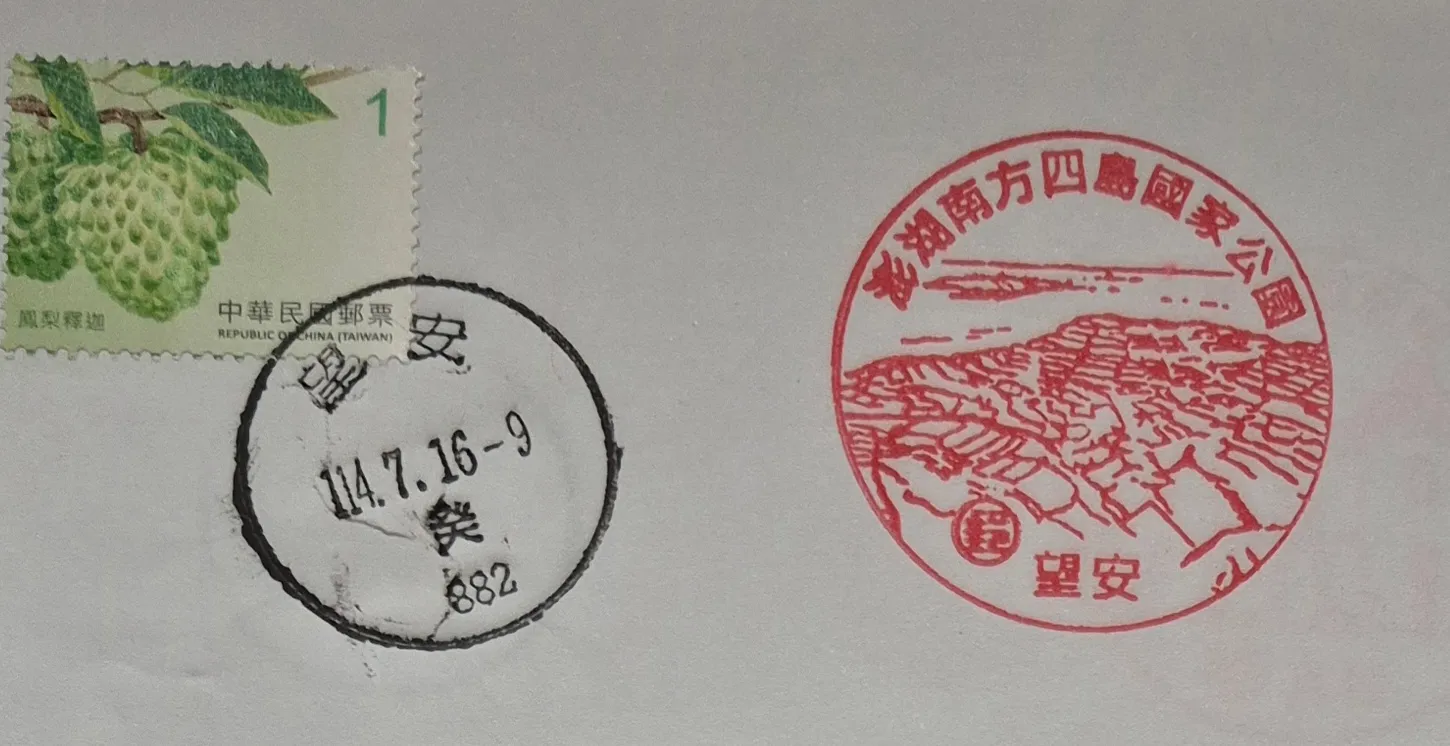 1
鳳梨釋迦
中華民國郵票
REPUBLIC OF CHINA (TAIWAN)
望安
114.7.16-9
癸
882
澎湖南方四島國家公園
郵
望安